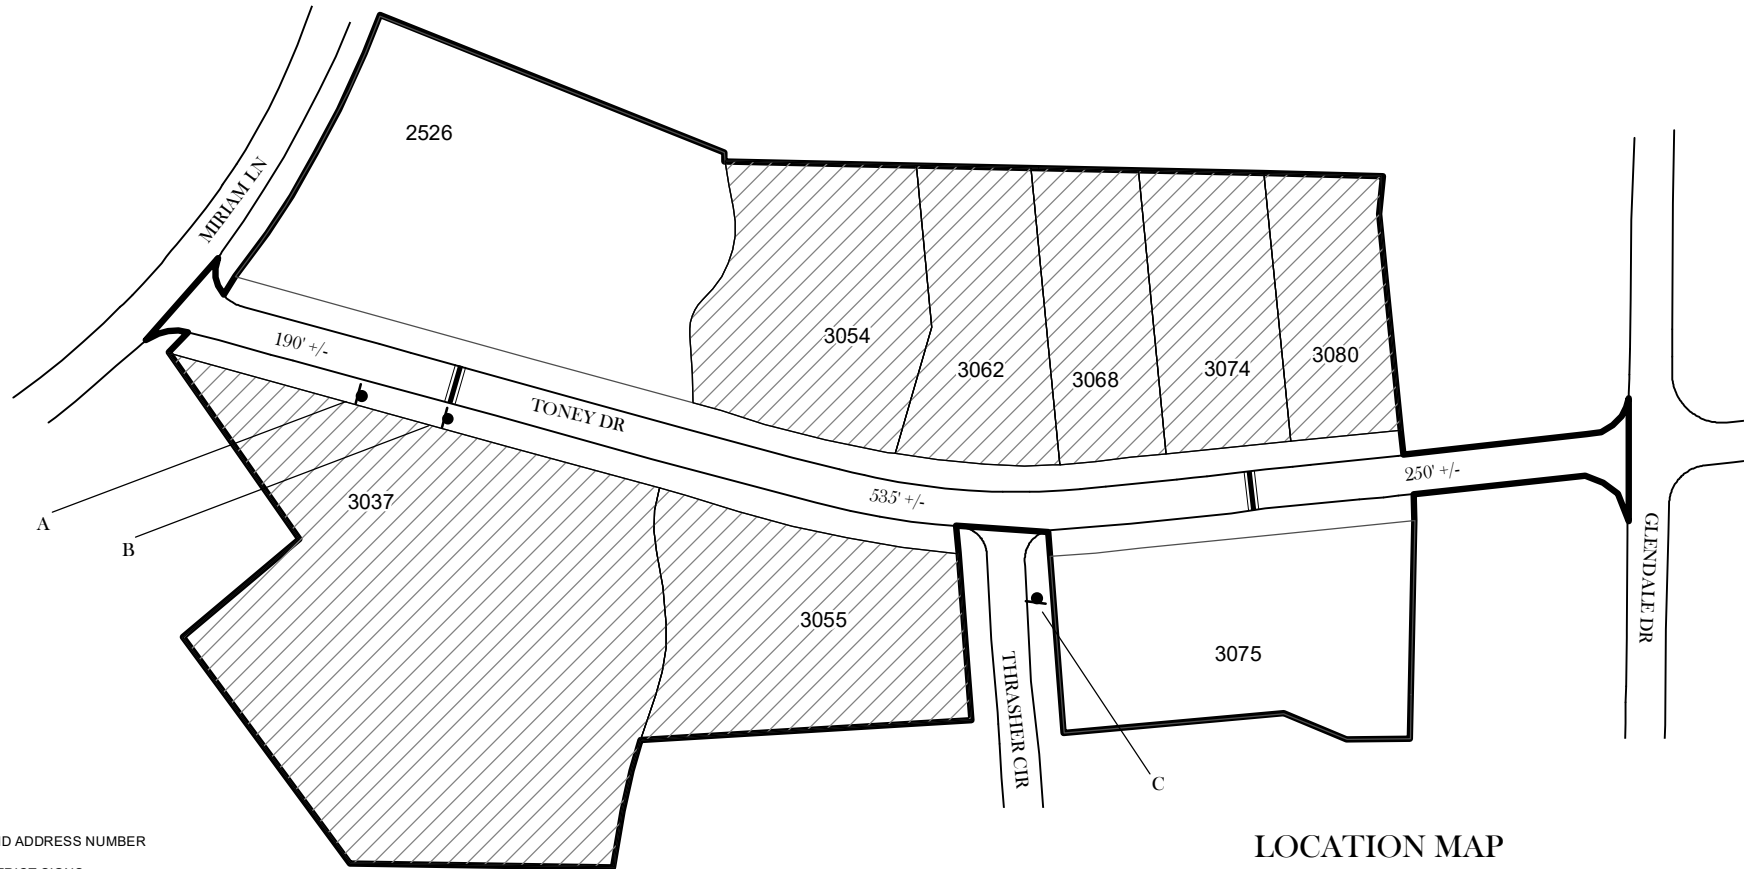 2526
MIRIAM LN
3054
190' +/-
3080
3062
3074
3068
TONEY DR
250' +/-
3037
535' +/-
A
B
GLENDALE DR
3055
3075
THRASHER CIR
C
ADDRESS NUMBER
LOCATION MAP